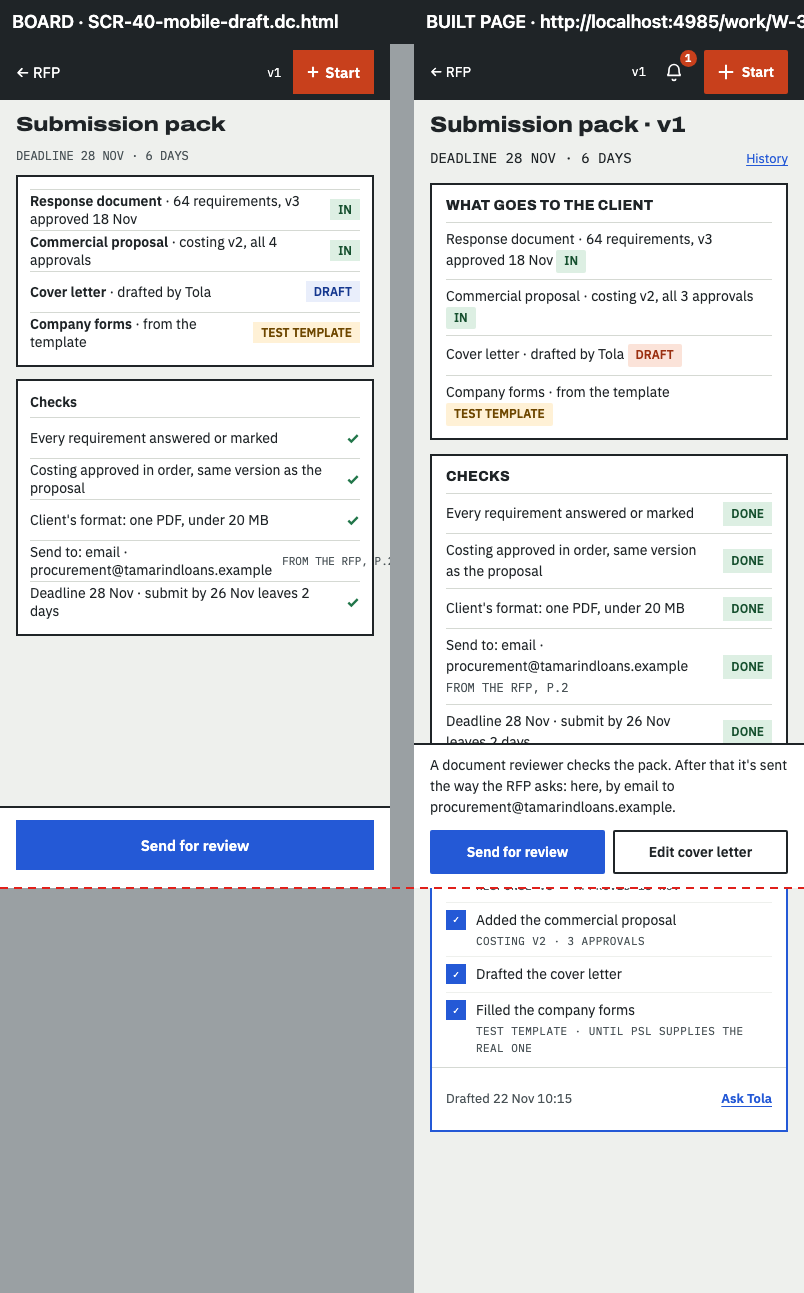 BOARD · SCR-40-mobile-draft.dc.html
← RFP
v1
+ Start
Submission pack
DEADLINE 28 NOV · 6 DAYS
Response document · 64 requirements, v3
approved 18 Nov
IN
Commercial proposal · costing v2, all 4
approvals
IN
Cover letter · drafted by Tola
DRAFT
Company forms · from the
template
TEST TEMPLATE
Checks
Every requirement answered or marked
Costing approved in order, same version as the
proposal
Client's format: one PDF, under 20 MB
Send to: email ·
procurement@tamarindloans.example
FROM THE RFP, P.2
Deadline 28 Nov · submit by 26 Nov leaves 2
days
Send for review
BUILT PAGE · http://localhost:4985/work/W-3
← RFP
v1
1
+ Start
Submission pack · v1
DEADLINE 28 NOV · 6 DAYS
History
WHAT GOES TO THE CLIENT
Response document · 64 requirements, v3
approved 18 Nov IN
Commercial proposal · costing v2, all 3 approvals
IN
Cover letter · drafted by Tola DRAFT
Company forms · from the template
TEST TEMPLATE
CHECKS
Every requirement answered or marked
DONE
Costing approved in order, same version
as the proposal
DONE
Client's format: one PDF, under 20 MB
DONE
Send to: email ·
procurement@tamarindloans.example
FROM THE RFP, P.2
DONE
Deadline 28 Nov · submit by 26 Nov
leaves 2 days
DONE
A document reviewer checks the pack. After that it's sent
the way the RFP asks: here, by email to
procurement@tamarindloans.example.
Send for review
Edit cover letter
Added the commercial proposal
COSTING V2 · 3 APPROVALS
Drafted the cover letter
Filled the company forms
TEST TEMPLATE · UNTIL PSL SUPPLIES THE
REAL ONE
Drafted 22 Nov 10:15
Ask Tola